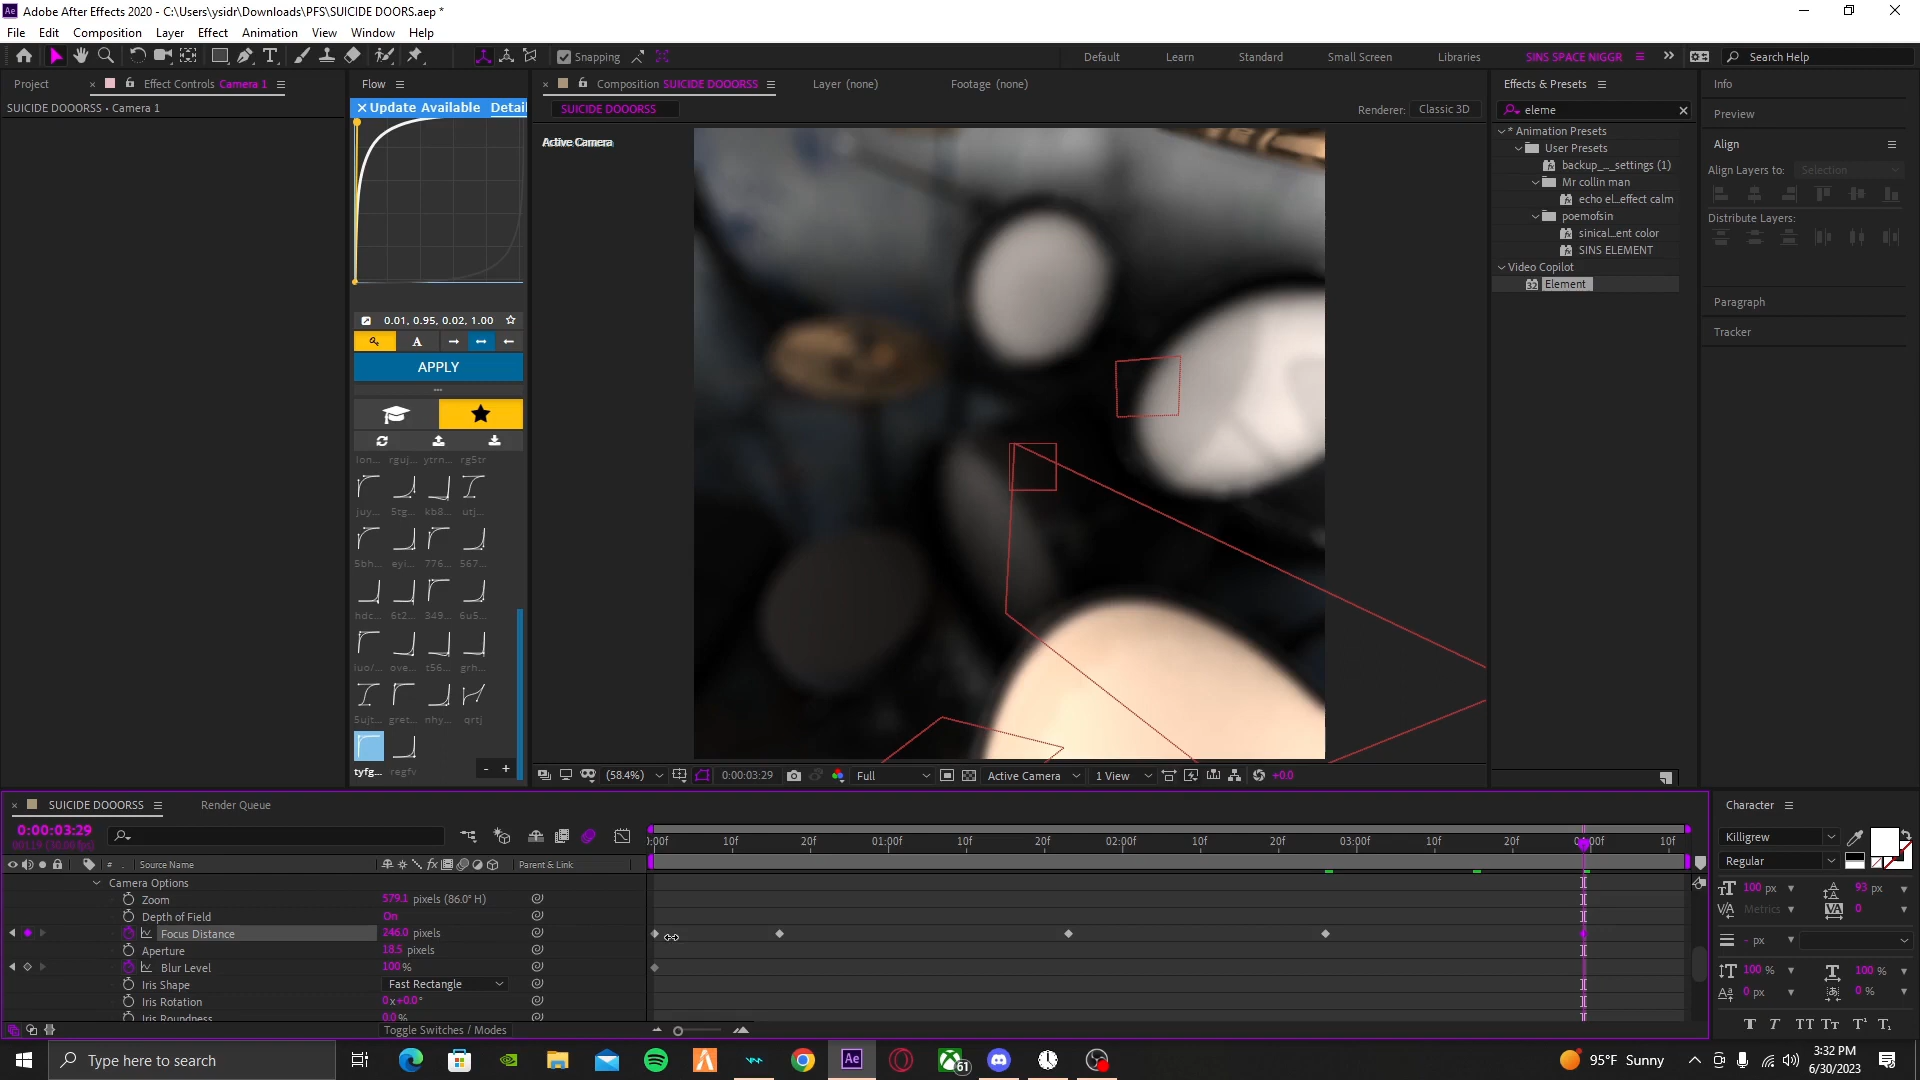 Adobe After Effects 2020 - C:\Users\ysidr\Downloads\PFS\SUICIDE DOORS.aep *
File Edit Composition Layer Effect Animation View Window Help
Snapping
Default Learn Standard Small Screen Libraries SINS SPACE NIGGR
Search Help
Project
Effect Controls Camera 1
SUICIDE DOOORSS • Camera 1
Flow
Update Available Detail
0.01, 0.95, 0.02, 1.00
A
APPLY
lon... rguj... ytrn... rg5tr
juy... 5tg... kb8... utj...
5bh... eyi... 776... 567...
hdc... 6t2... 349... 6u5...
luo/... ove... t56... grh...
5ujt... gret... nhy... qrtj
tyfg... regfv
Composition SUICIDE DOOORSS
Layer (none)
Footage (none)
SUICIDE DOOORSS
Renderer: Classic 3D
Active Camera
(58.4%)
0:00:03:29
Full
Active Camera
1 View
+0.0
Effects & Presets
eleme
* Animation Presets
User Presets
backup_..._settings (1)
Mr collin man
echo el...effect calm
poemofsin
sinical...ent color
SINS ELEMENT
Video Copilot
Element
Info
Preview
Align
Align Layers to: Selection
Distribute Layers:
Paragraph
Tracker
SUICIDE DOOORSS
Render Queue
0:00:03:29
00119 (30.00 fps)
# Source Name
Parent & Link
):00f 10f 20f 01:00f 10f 20f 02:00f 10f 20f 03:00f 10f 20f 10f
Camera Options
Zoom 579.1 pixels (86.0° H)
Depth of Field On
Focus Distance 246.0 pixels
Aperture 18.5 pixels
Blur Level 100 %
Iris Shape Fast Rectangle
Iris Rotation 0x+0.0°
Iris Roundness 0.0 %
Toggle Switches / Modes
Character
Killigrew
Regular
100 px 93 px
Metrics 0
- px
100 % 100 %
0 px 0 %
Type here to search
61
95°F Sunny
3:32 PM
6/30/2023